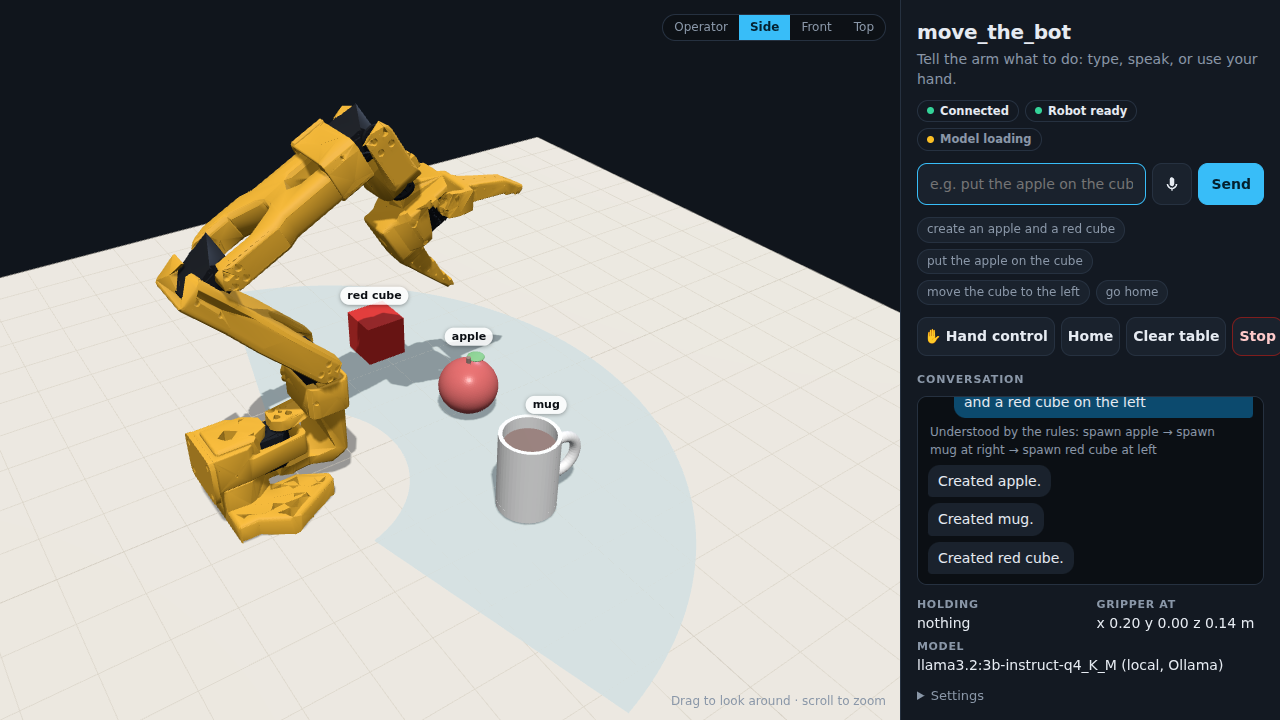 Operator
Side
Front
Top
red cube
apple
mug
Drag to look around · scroll to zoom
move_the_bot
Tell the arm what to do: type, speak, or use your
hand.
Connected
Robot ready
Model loading
e.g. put the apple on the cub
Send
create an apple and a red cube
put the apple on the cube
move the cube to the left
go home
Hand control
Home
Clear table
Stop
CONVERSATION
and a red cube on the left
Understood by the rules: spawn apple → spawn
mug at right → spawn red cube at left
Created apple.
Created mug.
Created red cube.
HOLDING
nothing
GRIPPER AT
x 0.20 y 0.00 z 0.14 m
MODEL
llama3.2:3b-instruct-q4_K_M (local, Ollama)
Settings